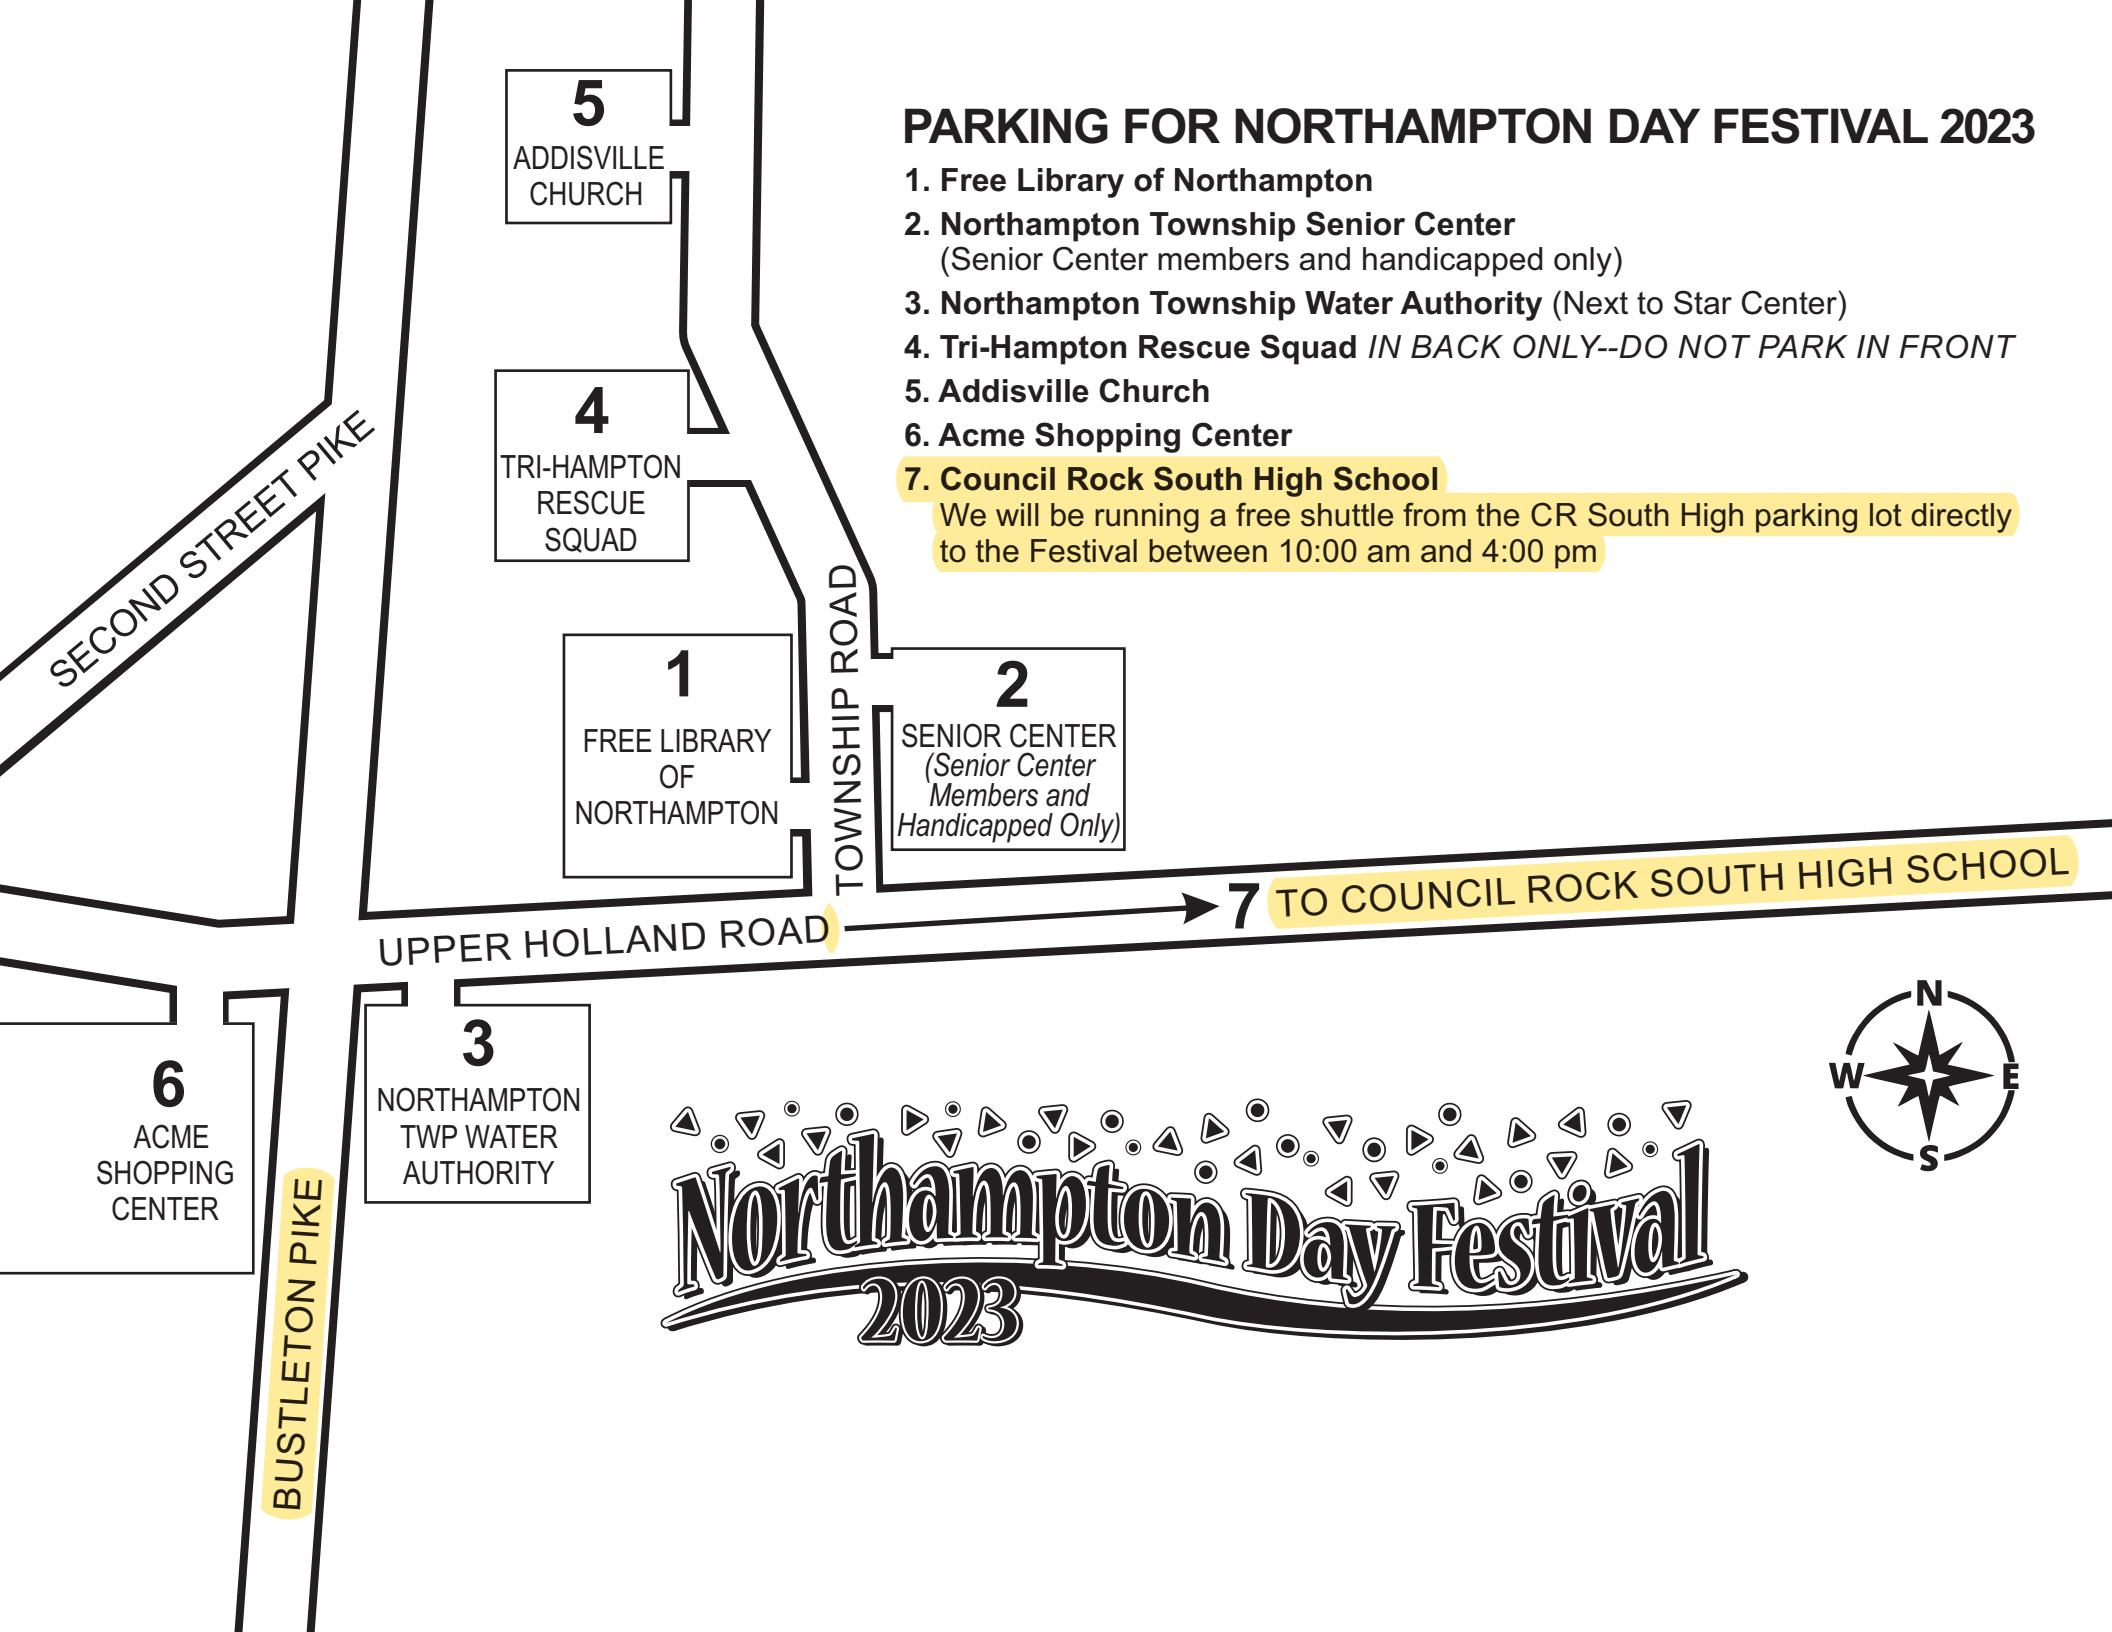 PARKING FOR NORTHAMPTON DAY FESTIVAL 2023
1. Free Library of Northampton
2. Northampton Township Senior Center
(Senior Center members and handicapped only)
3. Northampton Township Water Authority (Next to Star Center)
4. Tri-Hampton Rescue Squad IN BACK ONLY--DO NOT PARK IN FRONT
5. Addisville Church
6. Acme Shopping Center
7. Council Rock South High School
We will be running a free shuttle from the CR South High parking lot directly
to the Festival between 10:00 am and 4:00 pm
5
ADDISVILLE
CHURCH
4
TRI-HAMPTON
RESCUE
SQUAD
SECOND STREET PIKE
1
FREE LIBRARY
OF
NORTHAMPTON
TOWNSHIP ROAD
2
SENIOR CENTER
(Senior Center
Members and
Handicapped Only)
UPPER HOLLAND ROAD
7 TO COUNCIL ROCK SOUTH HIGH SCHOOL
6
ACME
SHOPPING
CENTER
BUSTLETON PIKE
3
NORTHAMPTON
TWP WATER
AUTHORITY
N
W E
S
Northampton Day Festival
2023